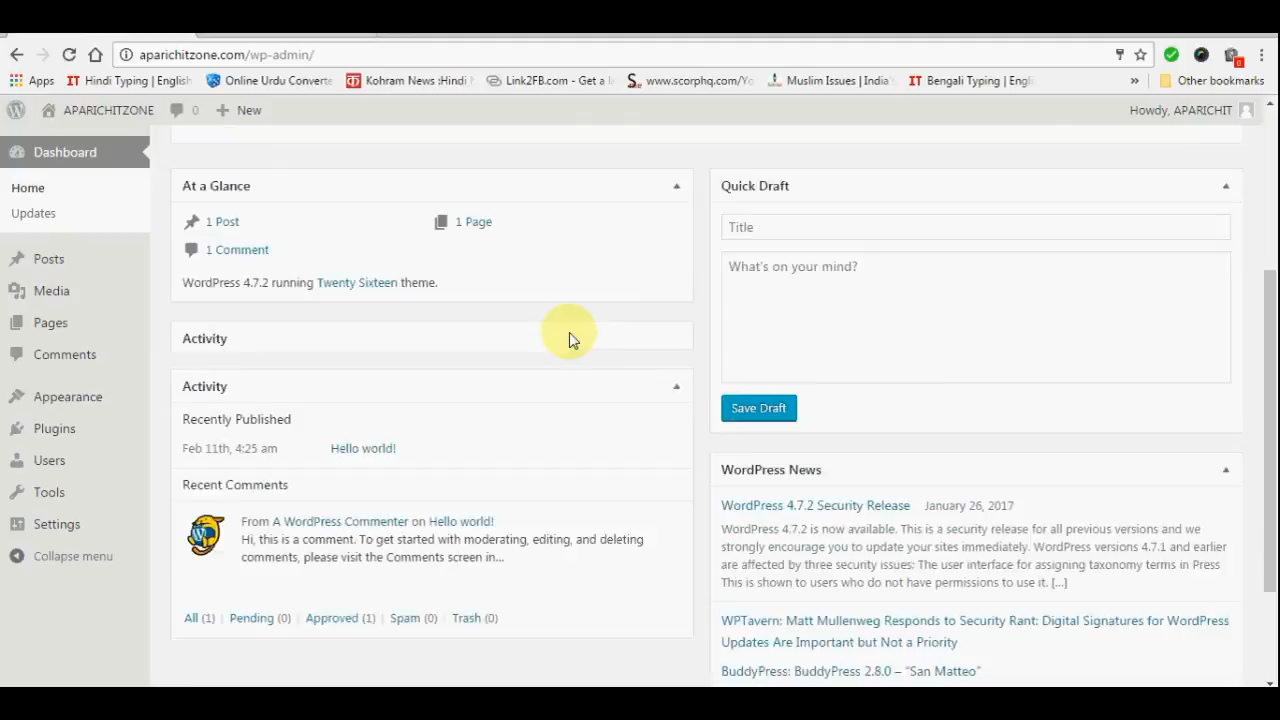 aparichitzone.com/wp-admin/
0
Apps
Hindi Typing | English
Online Urdu Converte
Kohram News :Hindi
Link2FB.com - Get a l
www.scorphq.com/Yo
Muslim Issues | India'
Bengali Typing | Engli
»
Other bookmarks
APARICHITZONE
0
New
Howdy, APARICHIT
Dashboard
Home
Updates
Posts
Media
Pages
Comments
Appearance
Plugins
Users
Tools
Settings
Collapse menu
At a Glance
1 Post
1 Page
1 Comment
WordPress 4.7.2 running Twenty Sixteen theme.
Activity
Activity
Recently Published
Feb 11th, 4:25 am
Hello world!
Recent Comments
From A WordPress Commenter on Hello world!
Hi, this is a comment. To get started with moderating, editing, and deleting
comments, please visit the Comments screen in...
All (1) | Pending (0) | Approved (1) | Spam (0) | Trash (0)
Quick Draft
Title
What's on your mind?
Save Draft
WordPress News
WordPress 4.7.2 Security Release January 26, 2017
WordPress 4.7.2 is now available. This is a security release for all previous versions and we
strongly encourage you to update your sites immediately. WordPress versions 4.7.1 and earlier
are affected by three security issues: The user interface for assigning taxonomy terms in Press
This is shown to users who do not have permissions to use it. [...]
WPTavern: Matt Mullenweg Responds to Security Rant: Digital Signatures for WordPress
Updates Are Important but Not a Priority
BuddyPress: BuddyPress 2.8.0 – “San Matteo”